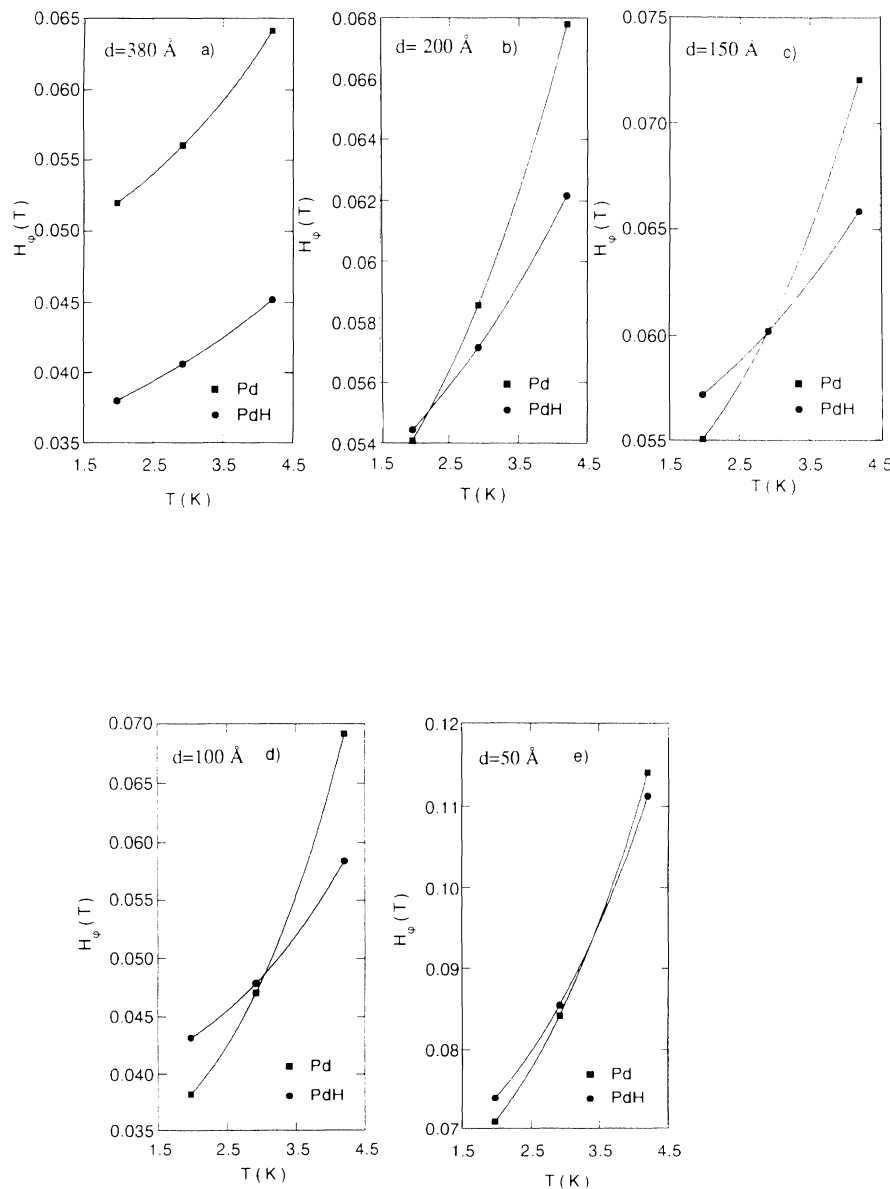 0.065
d=380 Å a)
0.060
0.055
0.050
0.045
0.040
0.035
H_φ (T)
Pd
PdH
1.5 2.5 3.5 4.5
T (K)
0.068
d= 200 Å b)
0.066
0.064
0.062
0.06
0.058
0.056
0.054
H_φ (T)
Pd
PdH
1.5 2.5 3.5 4.5
T (K)
0.075
d=150 Å c)
0.070
0.065
0.060
0.055
H_φ (T)
Pd
PdH
1.5 2.5 3.5 4.5
T (K)
0.070
d=100 Å d)
0.065
0.060
0.055
0.050
0.045
0.040
0.035
H_φ (T)
Pd
PdH
1.5 2.5 3.5 4.5
T (K)
0.12
d=50 Å e)
0.11
0.10
0.09
0.08
0.07
H_φ (T)
Pd
PdH
1.5 2.5 3.5 4.5
T (K)